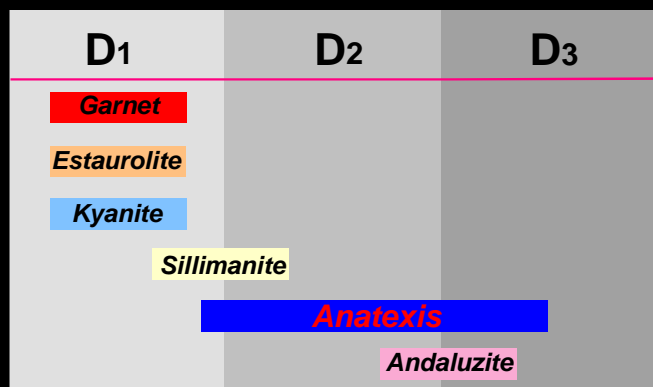 D1 D2 D3
Garnet
Estaurolite
Kyanite
Sillimanite
Anatexis
Andaluzite